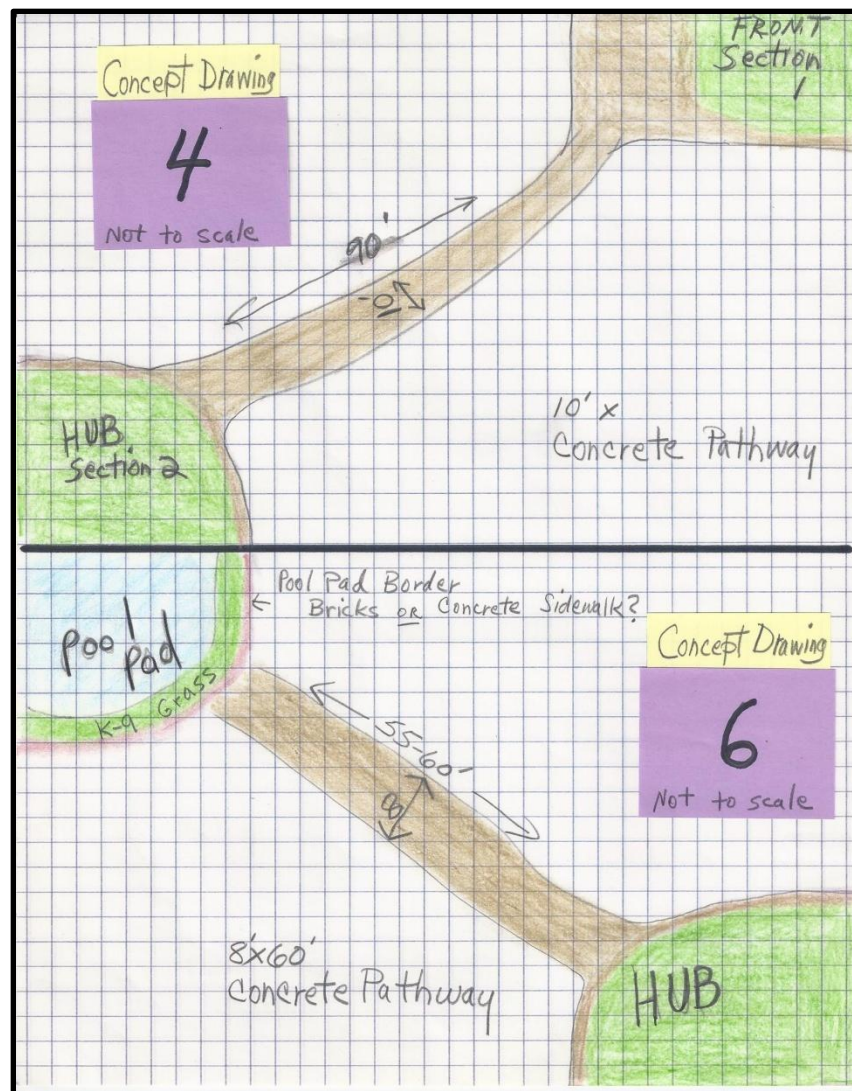 Concept Drawing
4
Not to scale
FRONT
Section
1
90'
10'
HUB
Section 2
10' x
Concrete Pathway
Pool Pad Border
Bricks OR Concrete Sidewalk?
Pool
Pad
K-9 Grass
Concept Drawing
6
Not to scale
55-60'
8'
8'x60'
Concrete Pathway
HUB